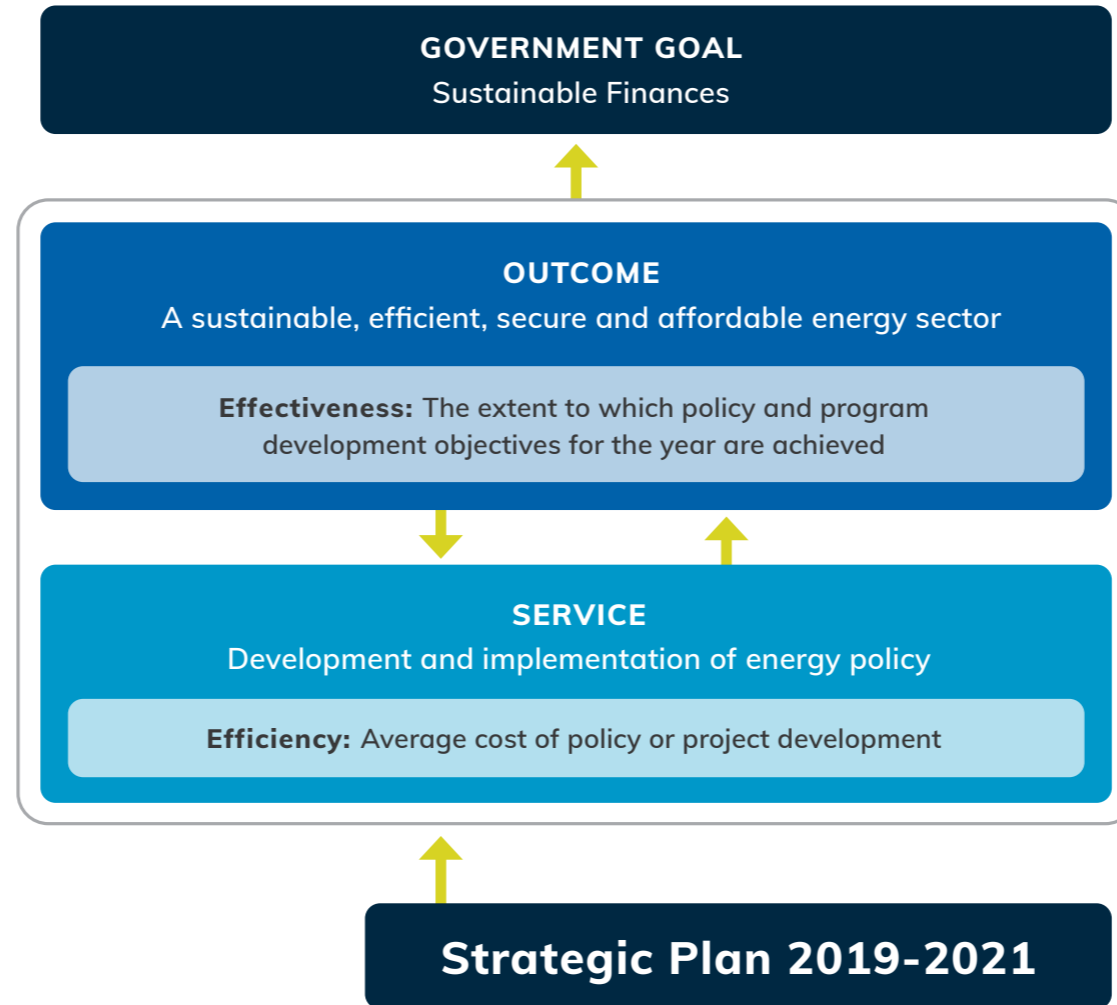 GOVERNMENT GOAL
Sustainable Finances
OUTCOME
A sustainable, efficient, secure and affordable energy sector
Effectiveness: The extent to which policy and program
development objectives for the year are achieved
SERVICE
Development and implementation of energy policy
Efficiency: Average cost of policy or project development
Strategic Plan 2019-2021